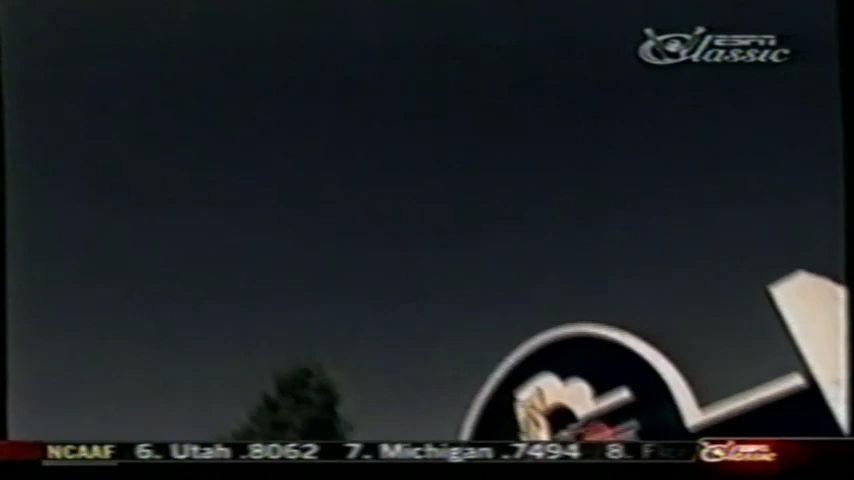 ESPN Classic
NCAAF 6. Utah .8062 7. Michigan .7494 8. ESPN Classic